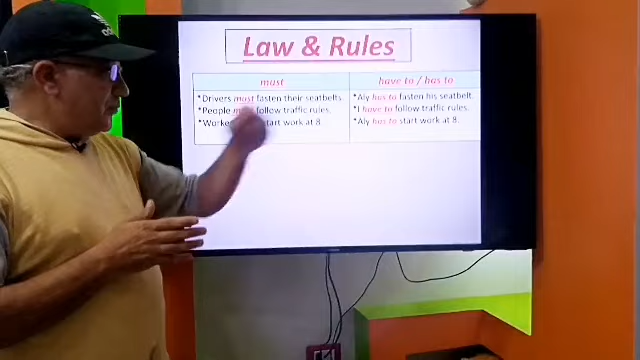 Law & Rules
must
have to / has to
*Drivers must fasten their seatbelts.
*People must follow traffic rules.
start work at 8.
*Aly has to fasten his seatbelt.
*I have to follow traffic rules.
*Aly has to start work at 8.